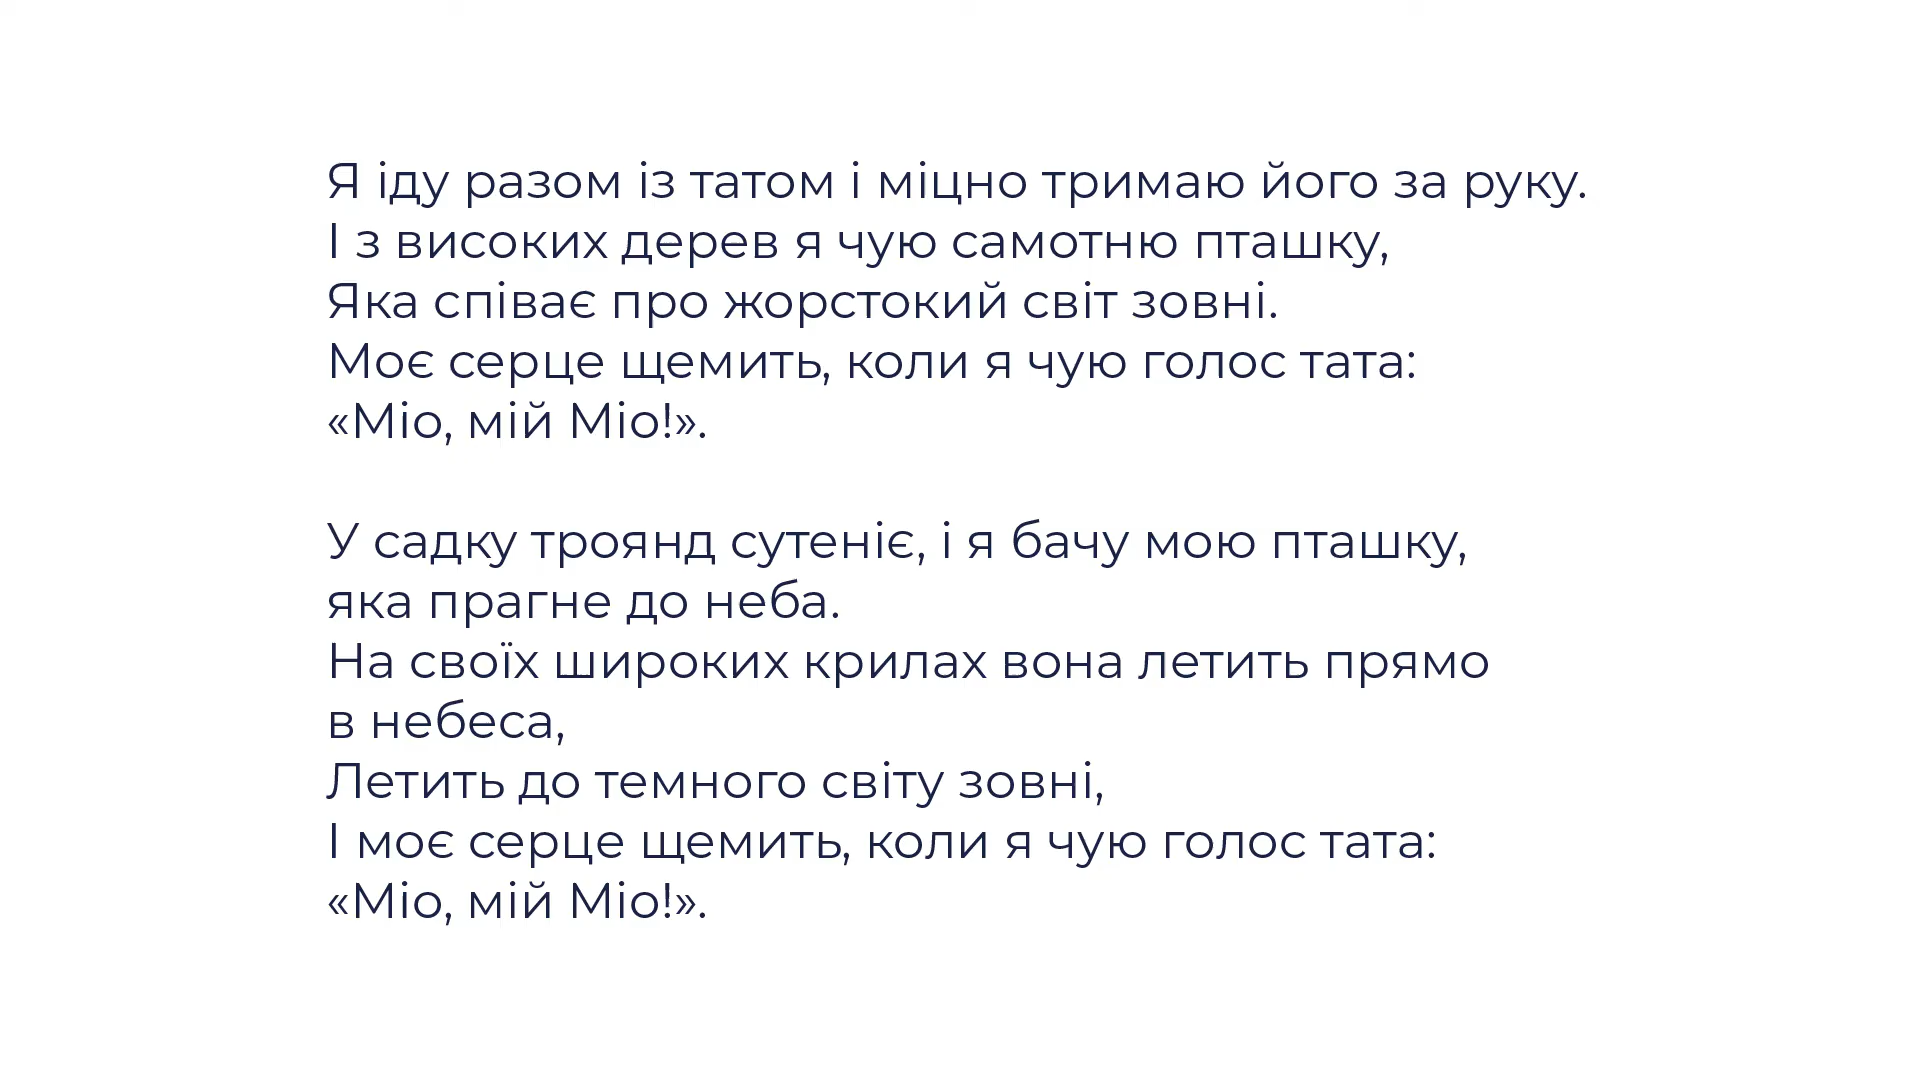 Я іду разом із татом і міцно тримаю його за руку.
І з високих дерев я чую самотню пташку,
Яка співає про жорстокий світ зовні.
Моє серце щемить, коли я чую голос тата:
«Міо, мій Міо!».
У садку троянд сутеніє, і я бачу мою пташку,
яка прагне до неба.
На своїх широких крилах вона летить прямо
в небеса,
Летить до темного світу зовні,
І моє серце щемить, коли я чую голос тата:
«Міо, мій Міо!».